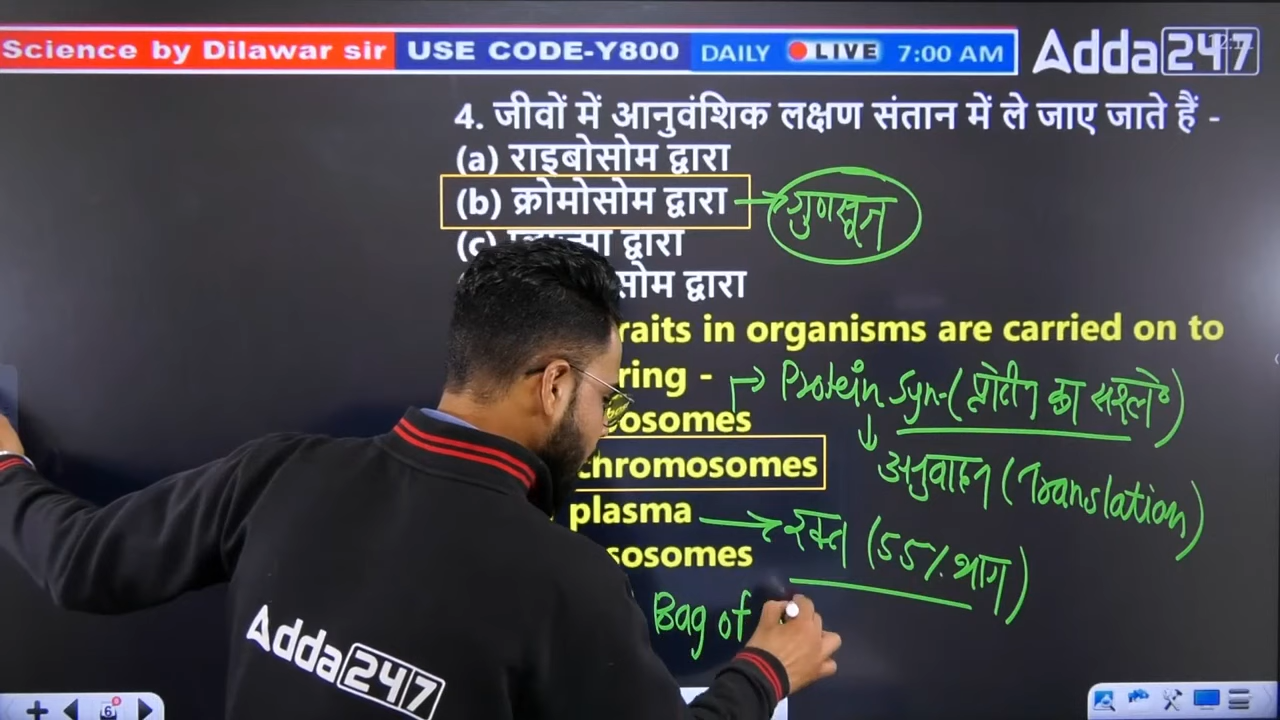 Science by Dilawar sir USE CODE-Y800 DAILY LIVE 7:00 AM Adda247
4. जीवों में आनुवंशिक लक्षण संतान में ले जाए जाते हैं -
(a) राइबोसोम द्वारा
(b) क्रोमोसोम द्वारा → गुणसूत्र
(c) द्वारा
सोम द्वारा
raits in organisms are carried on to
ring -
→ Protein Syn-(प्रोटीन का संश्ले॰)
osomes
अनुवादन (Translation)
chromosomes
plasma → रक्त (55% भाग)
sosomes
Bag of
Adda247
6